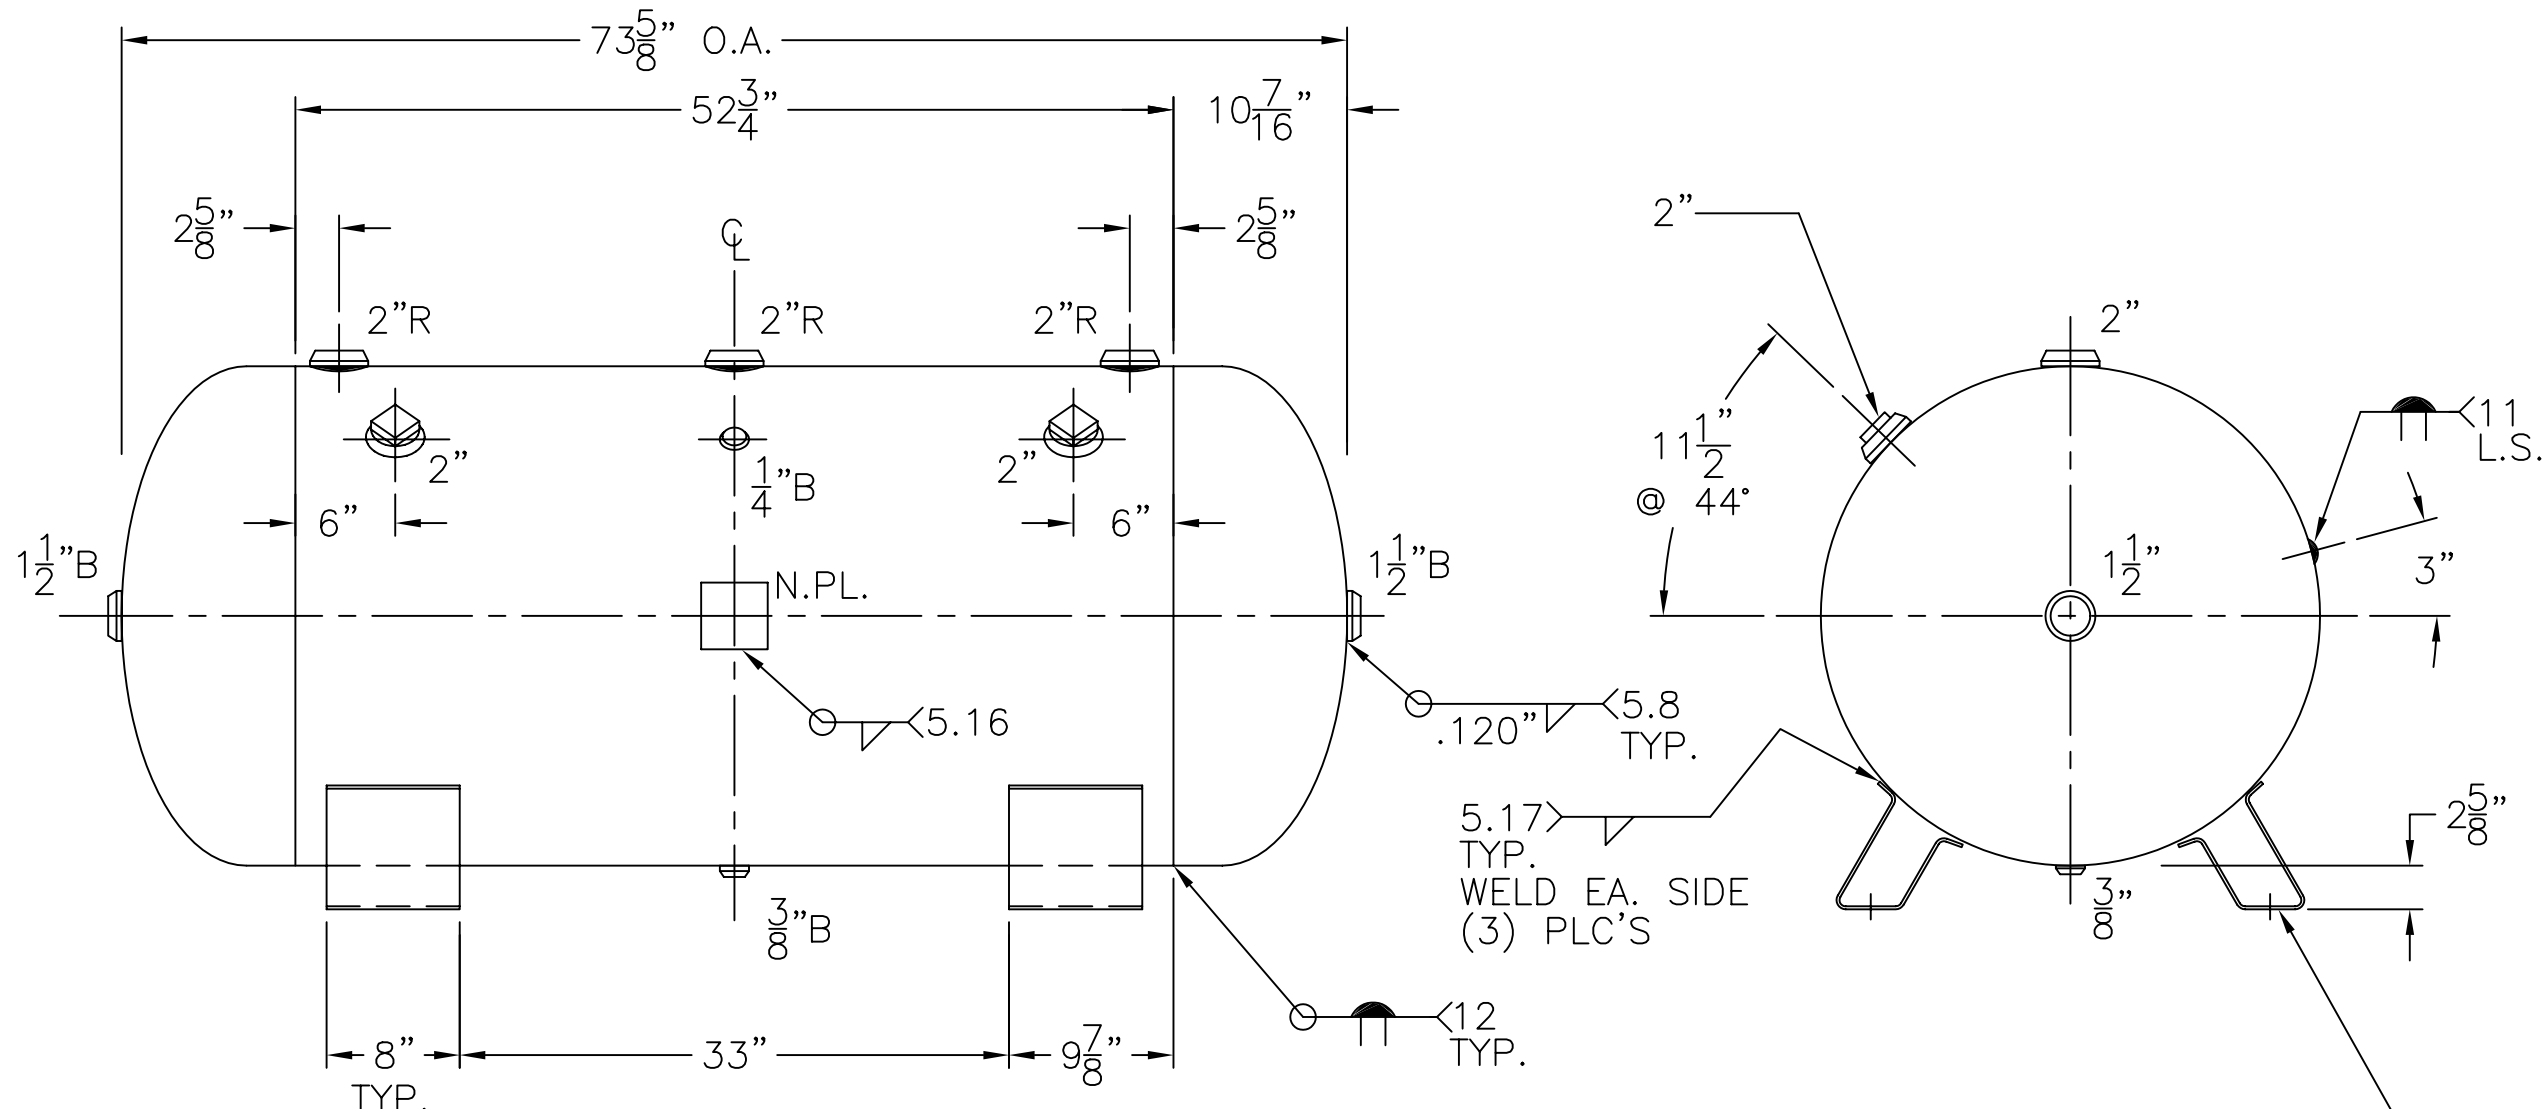 73 5/8" O.A.
52 3/4"
10 7/16"
2 5/8"
CL
2 5/8"
2"
2"R
2"R
2"R
2"
11
L.S.
11 1/2"
@ 44°
2"
1/4"B
2"
6"
6"
1 1/2"B
N.PL.
1 1/2"B
1 1/2"
3"
5.16
.120"
5.8
TYP.
5.17
TYP.
WELD EA. SIDE
(3) PLC'S
2 5/8"
3/8"B
3/8"
12
TYP.
8"
TYP.
33"
9 7/8"